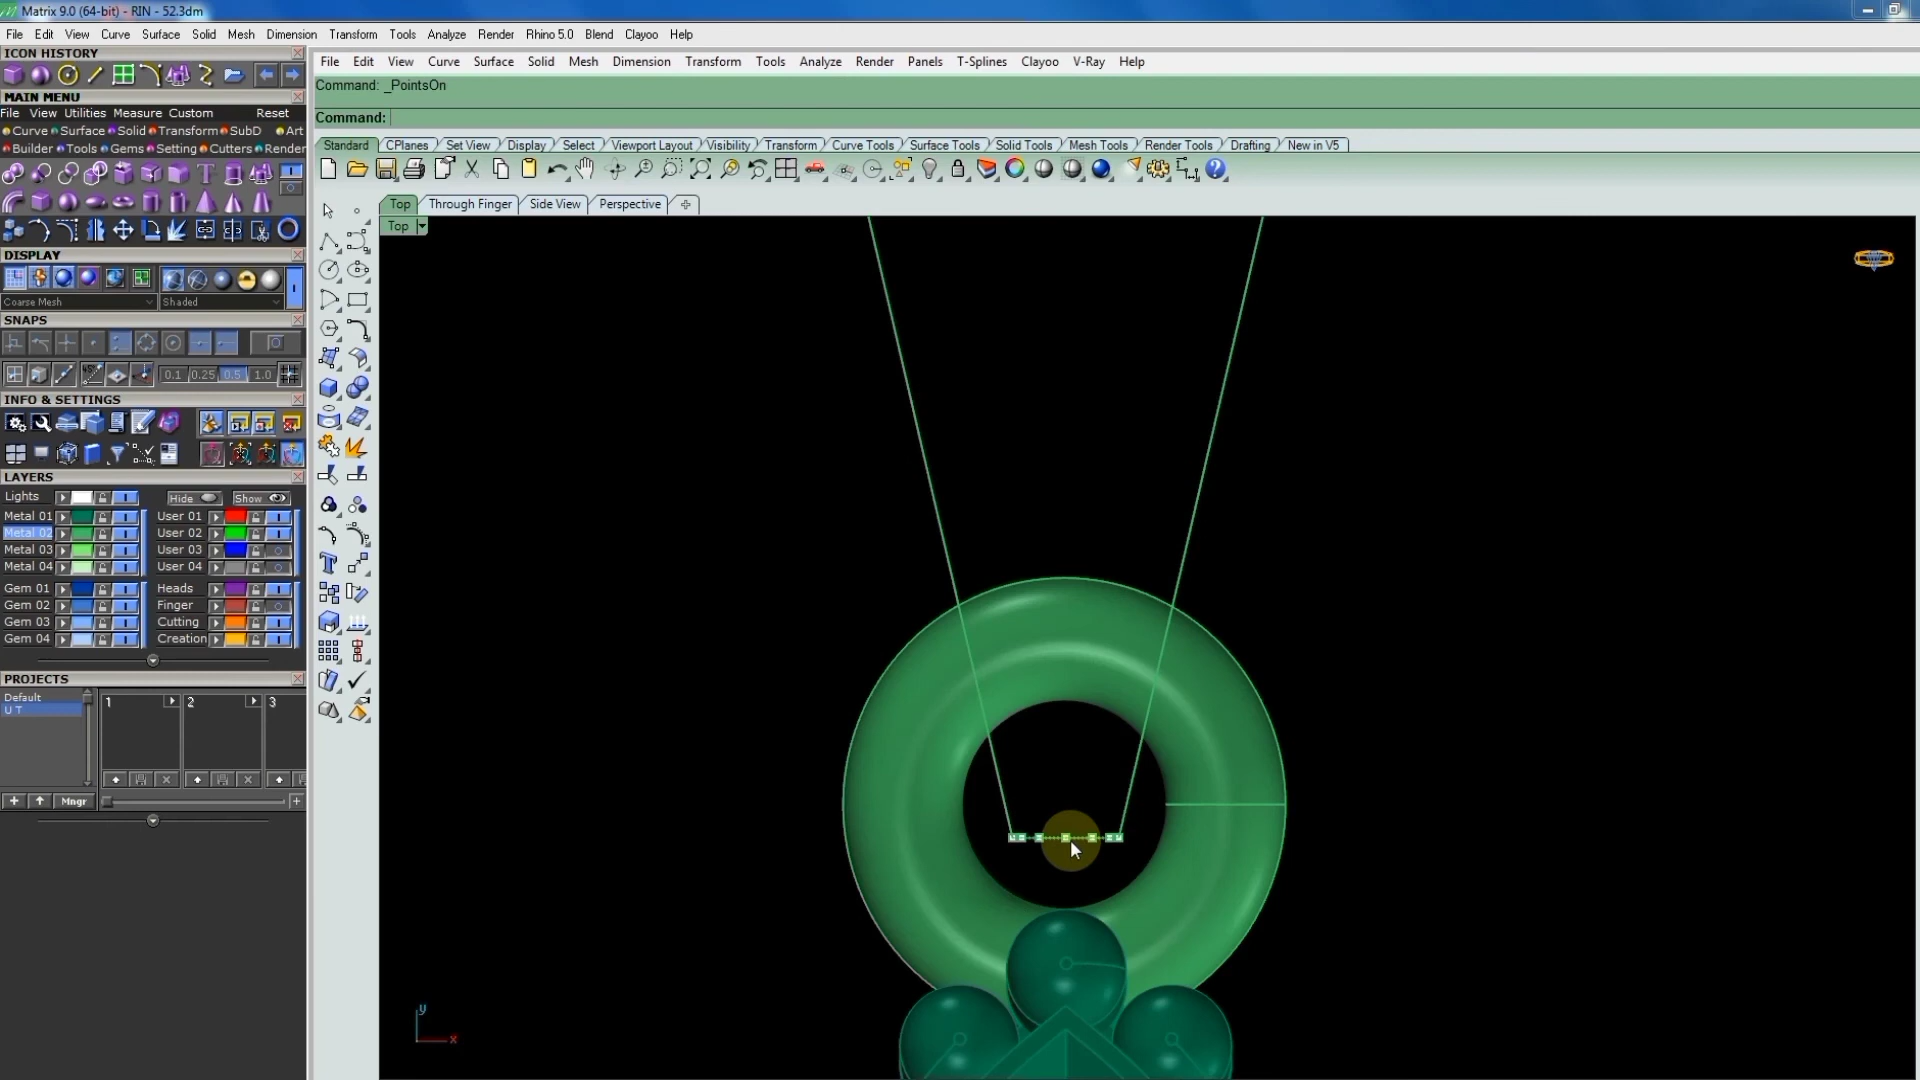 Matrix 9.0 (64-bit) - RIN - 52.3dm
File Edit View Curve Surface Solid Mesh Dimension Transform Tools Analyze Render Rhino 5.0 Blend Clayoo Help
ICON HISTORY
MAIN MENU
File View Utilities Measure Custom Reset
Curve Surface Solid Transform SubD Art
Builder Tools Gems Setting Cutters Render
DISPLAY
Coarse Mesh Shaded
SNAPS
0.1 0.25 0.5 1.0
INFO & SETTINGS
LAYERS
Lights Hide Show
Metal 01 User 01
Metal 02 User 02
Metal 03 User 03
Metal 04 User 04
Gem 01 Heads
Gem 02 Finger
Gem 03 Cutting
Gem 04 Creation
PROJECTS
Default
U T
1 2 3
Mngr
File Edit View Curve Surface Solid Mesh Dimension Transform Tools Analyze Render Panels T-Splines Clayoo V-Ray Help
Command: _PointsOn
Command:
Standard CPlanes Set View Display Select Viewport Layout Visibility Transform Curve Tools Surface Tools Solid Tools Mesh Tools Render Tools Drafting New in V5
Top Through Finger Side View Perspective
Top
y
x